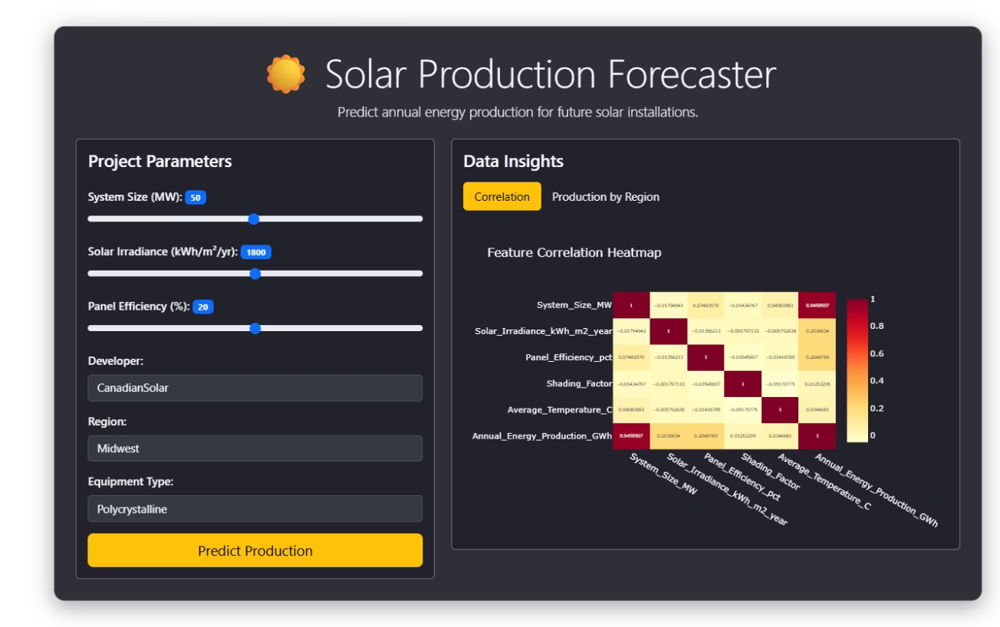 Solar Production Forecaster
Predict annual energy production for future solar installations.
Project Parameters
System Size (MW): 50
Solar Irradiance (kWh/m²/yr): 1800
Panel Efficiency (%): 20
Developer:
CanadianSolar
Region:
Midwest
Equipment Type:
Polycrystalline
Predict Production
Data Insights
Correlation Production by Region
Feature Correlation Heatmap
System_Size_MW 1 −0.01794943 0.07483979 −0.01434767 0.04083883 0.9459507
Solar_Irradiance_kWh_m2_year −0.01794943 1 −0.01356213 −0.001797133 −0.005792638 0.2030634
Panel_Efficiency_pct 0.07483979 −0.01356213 1 −0.03545807 −0.01418785 0.2048769
Shading_Factor −0.01434767 −0.001797133 −0.03545807 1 −0.05170775 0.01253295
Average_Temperature_C 0.04083883 −0.005792638 −0.01418785 −0.05170775 1 0.0346681
Annual_Energy_Production_GWh 0.9459507 0.2030634 0.2048769 0.01253295 0.0346681 1
System_Size_MW
Solar_Irradiance_kWh_m2_year
Panel_Efficiency_pct
Shading_Factor
Average_Temperature_C
Annual_Energy_Production_GWh
1
0.8
0.6
0.4
0.2
0